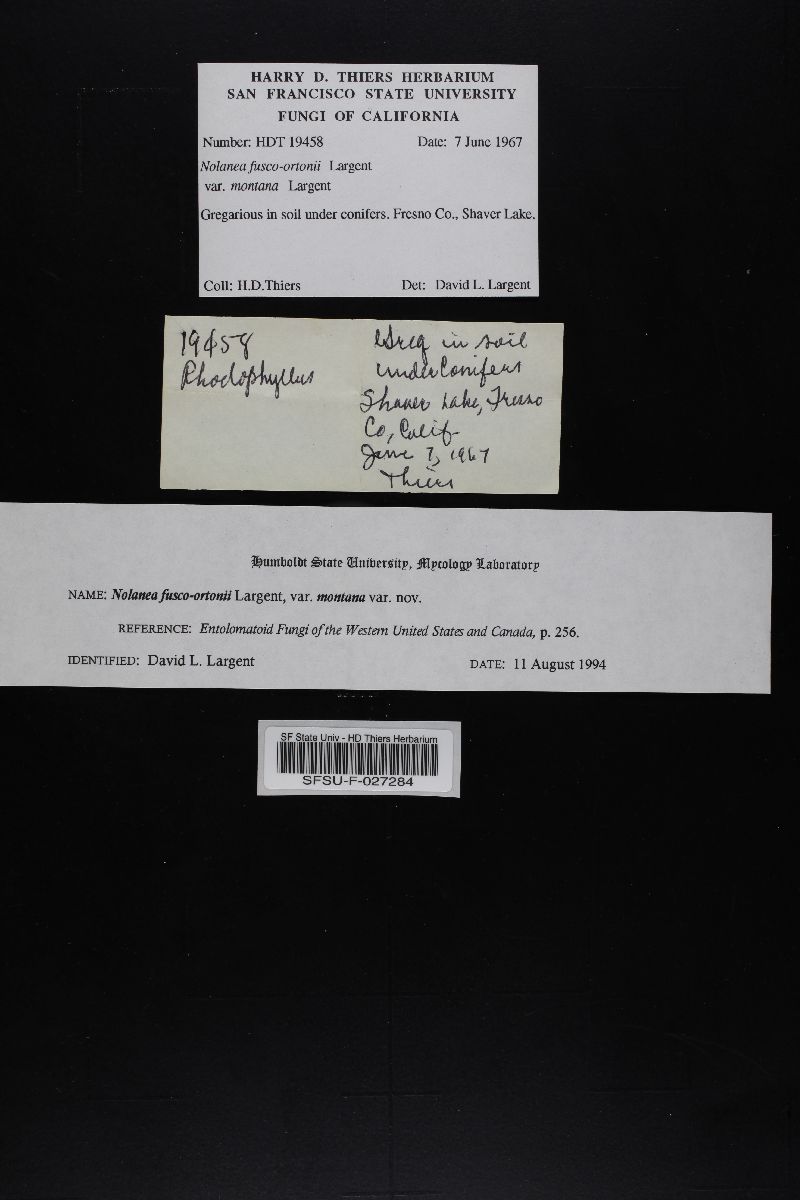 HARRY D. THIERS HERBARIUM
SAN FRANCISCO STATE UNIVERSITY
FUNGI OF CALIFORNIA
Number: HDT 19458 Date: 7 June 1967
Nolanea fusco-ortonii Largent
var. montana Largent
Gregarious in soil under conifers. Fresno Co., Shaver Lake.
Coll: H.D.Thiers Det: David L. Largent
19458
Rhodophyllus
Greg in soil
under Conifers
Shaver Lake, Fresno
Co, Calif
June 7, 1967
Thiers
Humboldt State University, Mycology Laboratory
NAME: Nolanea fusco-ortonii Largent, var. montana var. nov.
REFERENCE: Entolomatoid Fungi of the Western United States and Canada, p. 256.
IDENTIFIED: David L. Largent DATE: 11 August 1994
SF State Univ - HD Thiers Herbarium
SFSU-F-027284